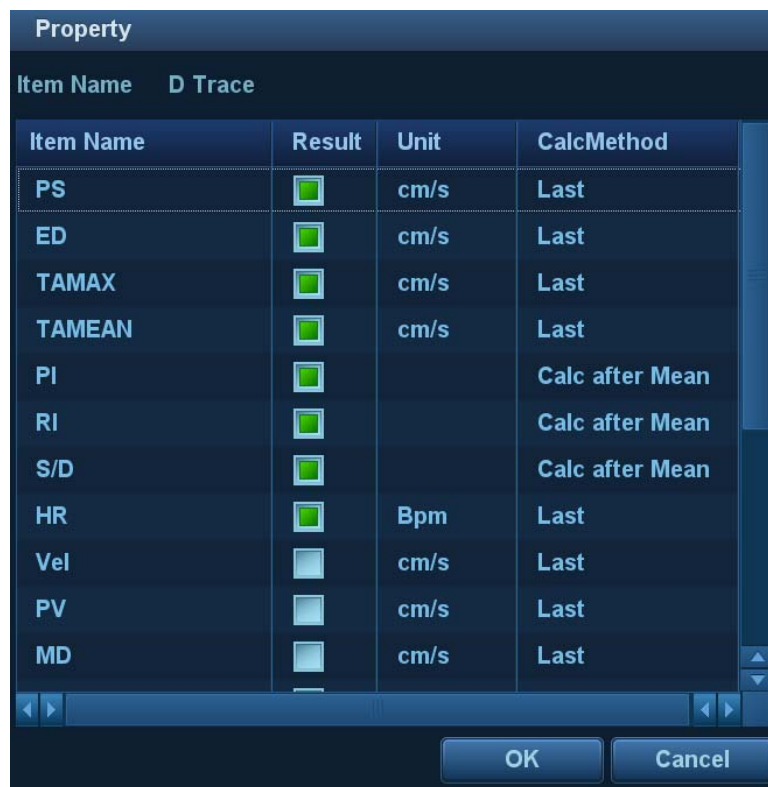 Property
Item Name D Trace
Item Name Result Unit CalcMethod
PS cm/s Last
ED cm/s Last
TAMAX cm/s Last
TAMEAN cm/s Last
PI Calc after Mean
RI Calc after Mean
S/D Calc after Mean
HR Bpm Last
Vel cm/s Last
PV cm/s Last
MD cm/s Last
OK Cancel